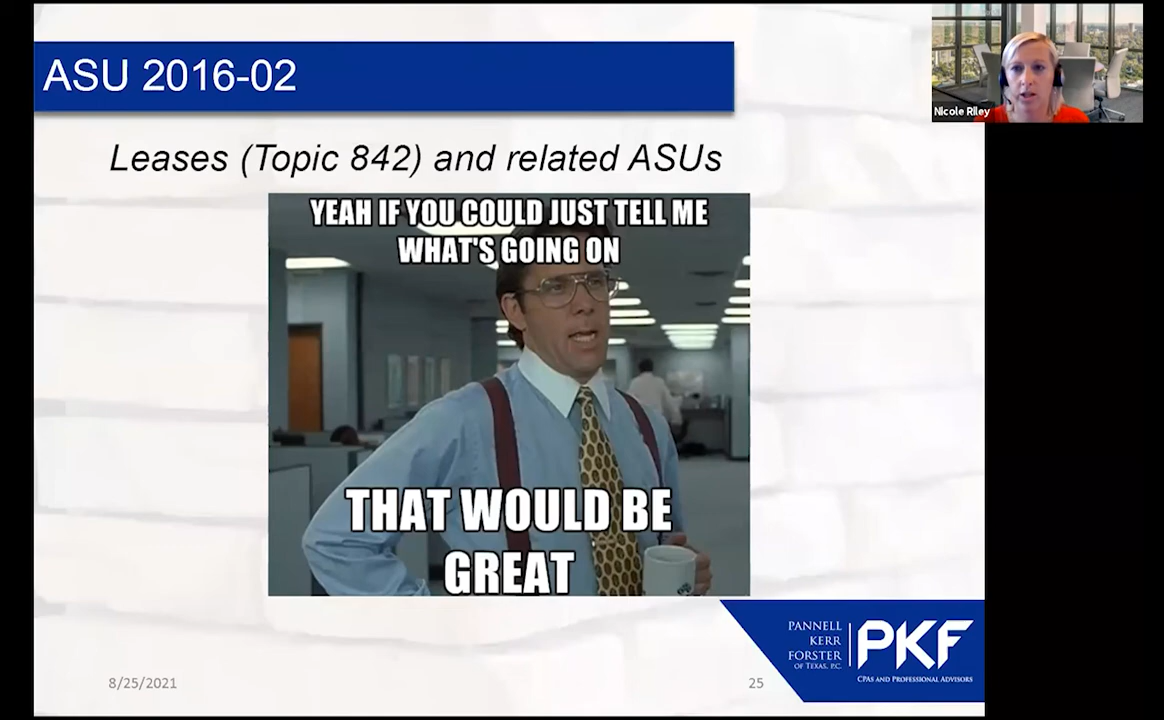 ASU 2016-02
Nicole Riley
Leases (Topic 842) and related ASUs
YEAH IF YOU COULD JUST TELL ME
WHAT'S GOING ON
THAT WOULD BE
GREAT
PANNELL
KERR
FORSTER
OF TEXAS, P.C.
PKF
CPAS AND PROFESSIONAL ADVISORS
8/25/2021
25